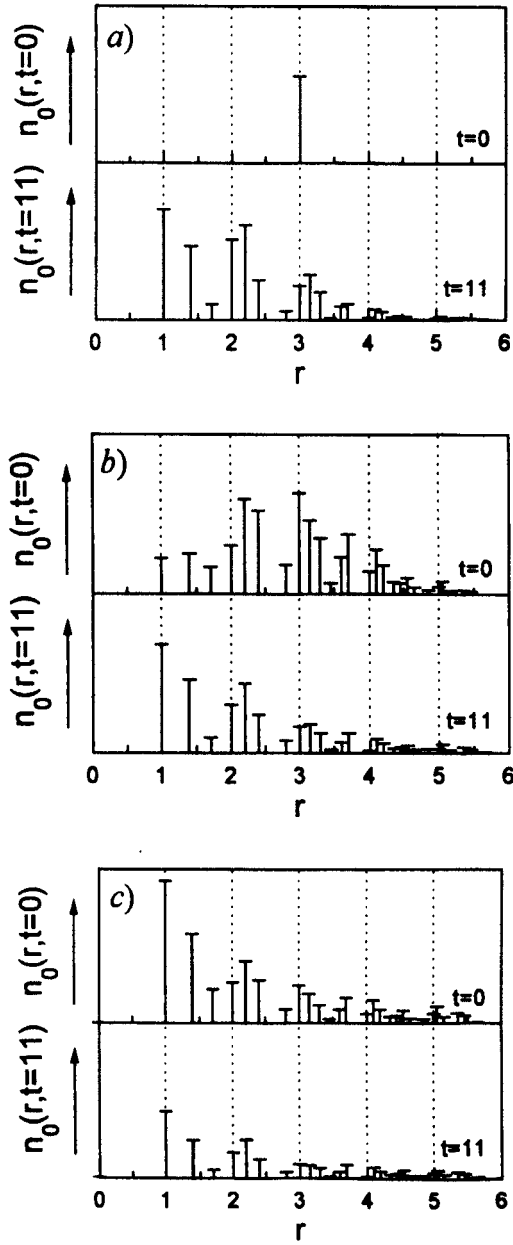 a)
n₀(r,t=0)
t=0
n₀(r,t=11)
t=11
0 1 2 3 4 5 6
r
b)
n₀(r,t=0)
t=0
n₀(r,t=11)
t=11
0 1 2 3 4 5 6
r
c)
n₀(r,t=0)
t=0
n₀(r,t=11)
t=11
0 1 2 3 4 5 6
r